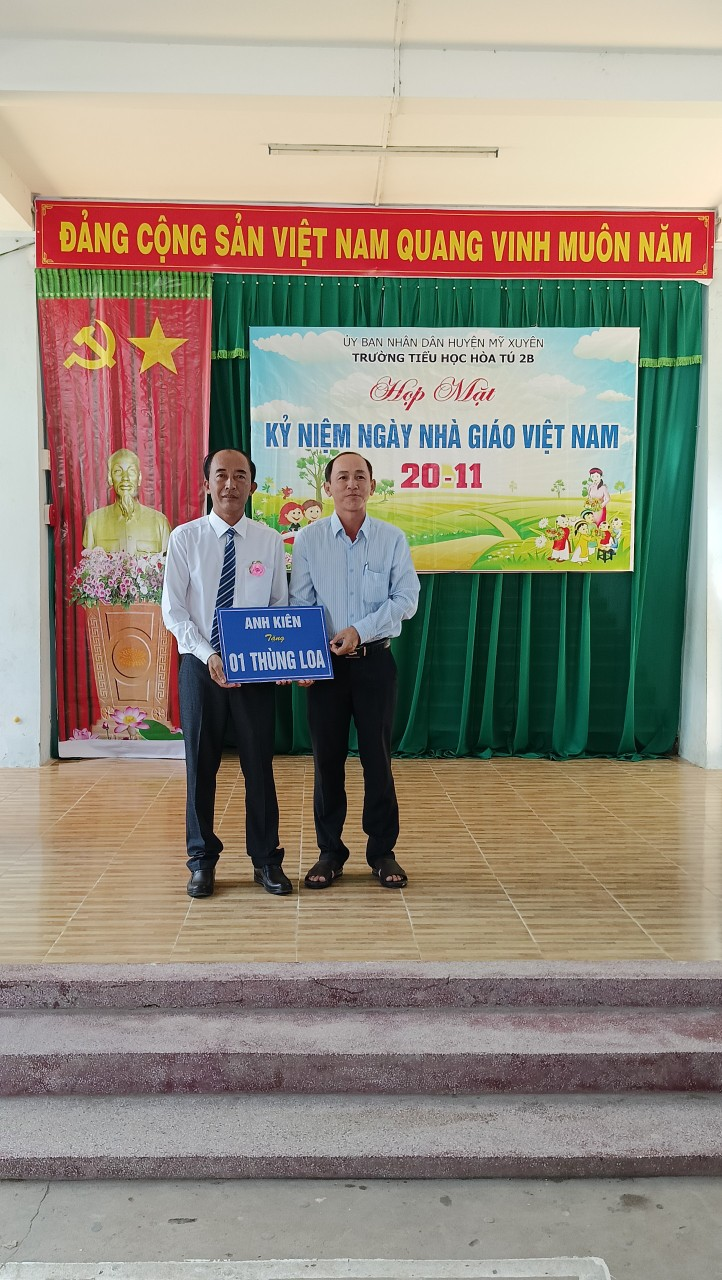 ĐẢNG CỘNG SẢN VIỆT NAM QUANG VINH MUÔN NĂM
ỦY BAN NHÂN DÂN HUYỆN MỸ XUYÊN
TRƯỜNG TIỂU HỌC HÒA TÚ 2B
Họp Mặt
KỶ NIỆM NGÀY NHÀ GIÁO VIỆT NAM
20-11
ANH KIÊN
Tặng
01 THÙNG LOA